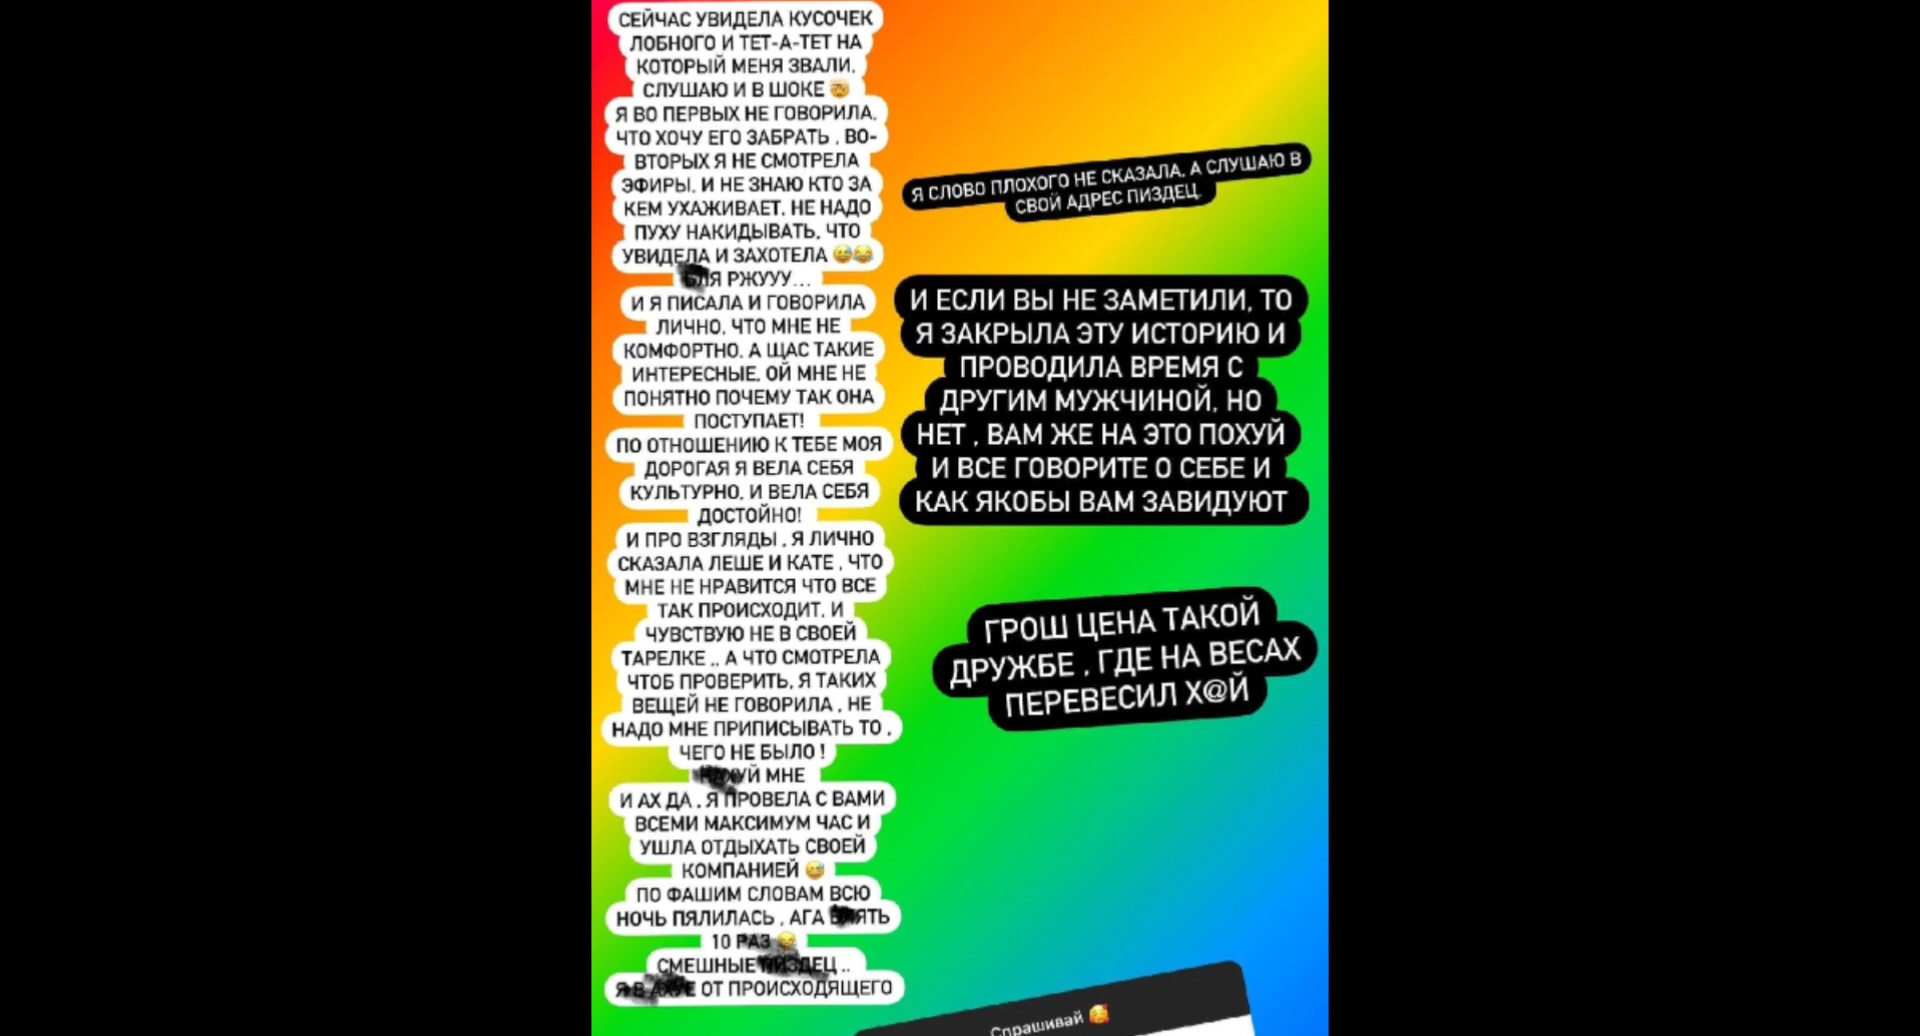 СЕЙЧАС УВИДЕЛА КУСОЧЕК
ЛОБНОГО И ТЕТ-А-ТЕТ НА
КОТОРЫЙ МЕНЯ ЗВАЛИ.
СЛУШАЮ И В ШОКЕ 🤯
Я ВО ПЕРВЫХ НЕ ГОВОРИЛА,
ЧТО ХОЧУ ЕГО ЗАБРАТЬ , ВО-
ВТОРЫХ Я НЕ СМОТРЕЛА
ЭФИРЫ, И НЕ ЗНАЮ КТО ЗА
КЕМ УХАЖИВАЕТ. НЕ НАДО
ПУХУ НАКИДЫВАТЬ, ЧТО
УВИДЕЛА И ЗАХОТЕЛА 😅😂
БЛЯ РЖУУУ...
И Я ПИСАЛА И ГОВОРИЛА
ЛИЧНО, ЧТО МНЕ НЕ
КОМФОРТНО. А ЩАС ТАКИЕ
ИНТЕРЕСНЫЕ, ОЙ МНЕ НЕ
ПОНЯТНО ПОЧЕМУ ТАК ОНА
ПОСТУПАЕТ!
ПО ОТНОШЕНИЮ К ТЕБЕ МОЯ
ДОРОГАЯ Я ВЕЛА СЕБЯ
КУЛЬТУРНО, И ВЕЛА СЕБЯ
ДОСТОЙНО!
И ПРО ВЗГЛЯДЫ , Я ЛИЧНО
СКАЗАЛА ЛЕШЕ И КАТЕ , ЧТО
МНЕ НЕ НРАВИТСЯ ЧТО ВСЕ
ТАК ПРОИСХОДИТ, И
ЧУВСТВУЮ НЕ В СВОЕЙ
ТАРЕЛКЕ ,, А ЧТО СМОТРЕЛА
ЧТОБ ПРОВЕРИТЬ, Я ТАКИХ
ВЕЩЕЙ НЕ ГОВОРИЛА , НЕ
НАДО МНЕ ПРИПИСЫВАТЬ ТО ,
ЧЕГО НЕ БЫЛО !
НАХУЙ МНЕ
И АХ ДА , Я ПРОВЕЛА С ВАМИ
ВСЕМИ МАКСИМУМ ЧАС И
УШЛА ОТДЫХАТЬ СВОЕЙ
КОМПАНИЕЙ 😅
ПО ФАШИМ СЛОВАМ ВСЮ
НОЧЬ ПЯЛИЛАСЬ , АГА БЛЯТЬ
10 РАЗ 😂
СМЕШНЫЕ ПИЗДЕЦ ..
Я В АХУЕ ОТ ПРОИСХОДЯЩЕГО
Я СЛОВО ПЛОХОГО НЕ СКАЗАЛА, А СЛУШАЮ В
СВОЙ АДРЕС ПИЗДЕЦ.
И ЕСЛИ ВЫ НЕ ЗАМЕТИЛИ, ТО
Я ЗАКРЫЛА ЭТУ ИСТОРИЮ И
ПРОВОДИЛА ВРЕМЯ С
ДРУГИМ МУЖЧИНОЙ, НО
НЕТ , ВАМ ЖЕ НА ЭТО ПОХУЙ
И ВСЕ ГОВОРИТЕ О СЕБЕ И
КАК ЯКОБЫ ВАМ ЗАВИДУЮТ
ГРОШ ЦЕНА ТАКОЙ
ДРУЖБЕ , ГДЕ НА ВЕСАХ
ПЕРЕВЕСИЛ Х@Й
Спрашивай 🥰